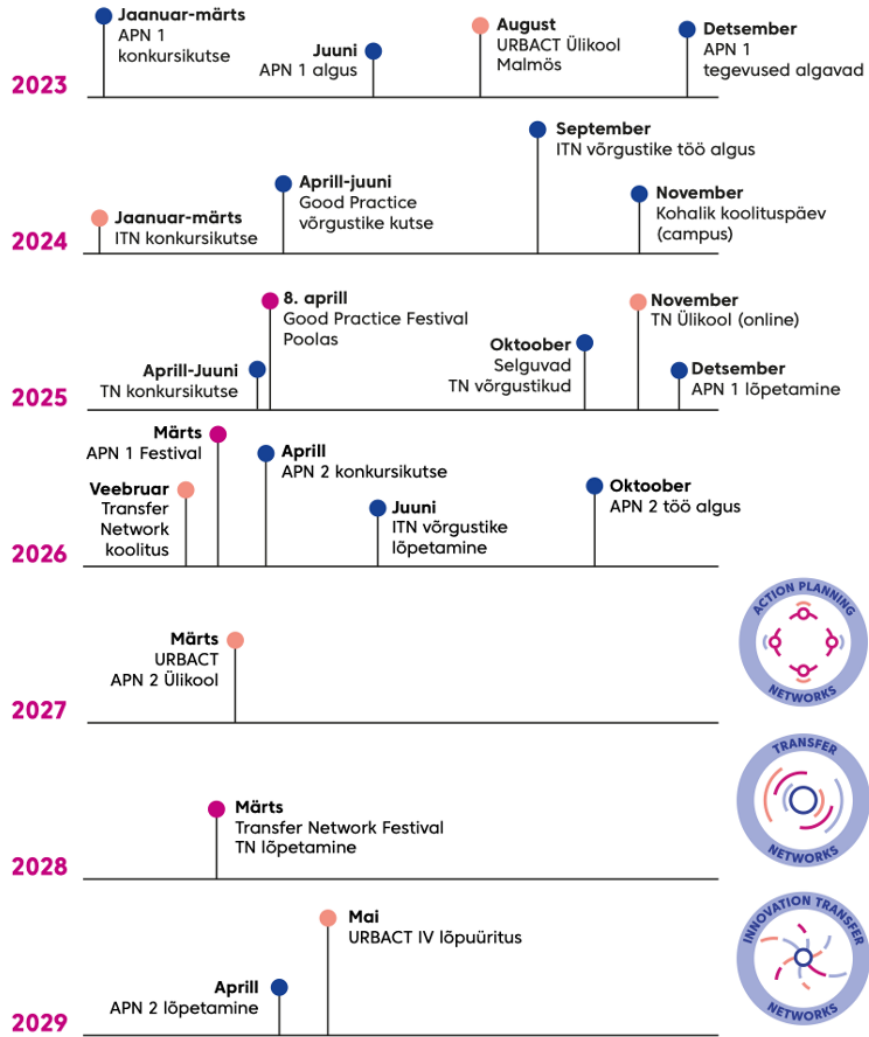 Jaanuar-märts
APN 1
konkursikutse
Juuni
APN 1 algus
August
URBACT Ülikool
Malmös
Detsember
APN 1
tegevused algavad
2023
September
ITN võrgustike töö algus
Aprill-juuni
Good Practice
võrgustike kutse
November
Kohalik koolituspäev
(campus)
Jaanuar-märts
ITN konkursikutse
2024
8. aprill
Good Practice Festival
Poolas
November
TN Ülikool (online)
Oktoober
Selguvad
TN võrgustikud
Aprill-Juuni
TN konkursikutse
Detsember
APN 1 lõpetamine
2025
Märts
APN 1 Festival
Aprill
APN 2 konkursikutse
Veebruar
Transfer
Network
koolitus
Juuni
ITN võrgustike
lõpetamine
Oktoober
APN 2 töö algus
2026
ACTION PLANNING
NETWORKS
Märts
URBACT
APN 2 Ülikool
2027
TRANSFER
NETWORKS
Märts
Transfer Network Festival
TN lõpetamine
2028
INNOVATION TRANSFER
NETWORKS
Mai
URBACT IV lõpuüritus
Aprill
APN 2 lõpetamine
2029